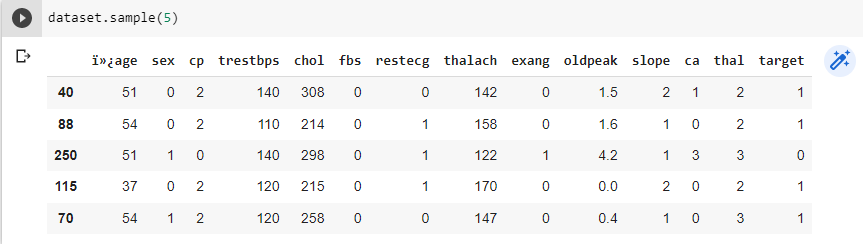 dataset.sample(5)
ï»¿age sex cp trestbps chol fbs restecg thalach exang oldpeak slope ca thal target
40 51 0 2 140 308 0 0 142 0 1.5 2 1 2 1
88 54 0 2 110 214 0 1 158 0 1.6 1 0 2 1
250 51 1 0 140 298 0 1 122 1 4.2 1 3 3 0
115 37 0 2 120 215 0 1 170 0 0.0 2 0 2 1
70 54 1 2 120 258 0 0 147 0 0.4 1 0 3 1